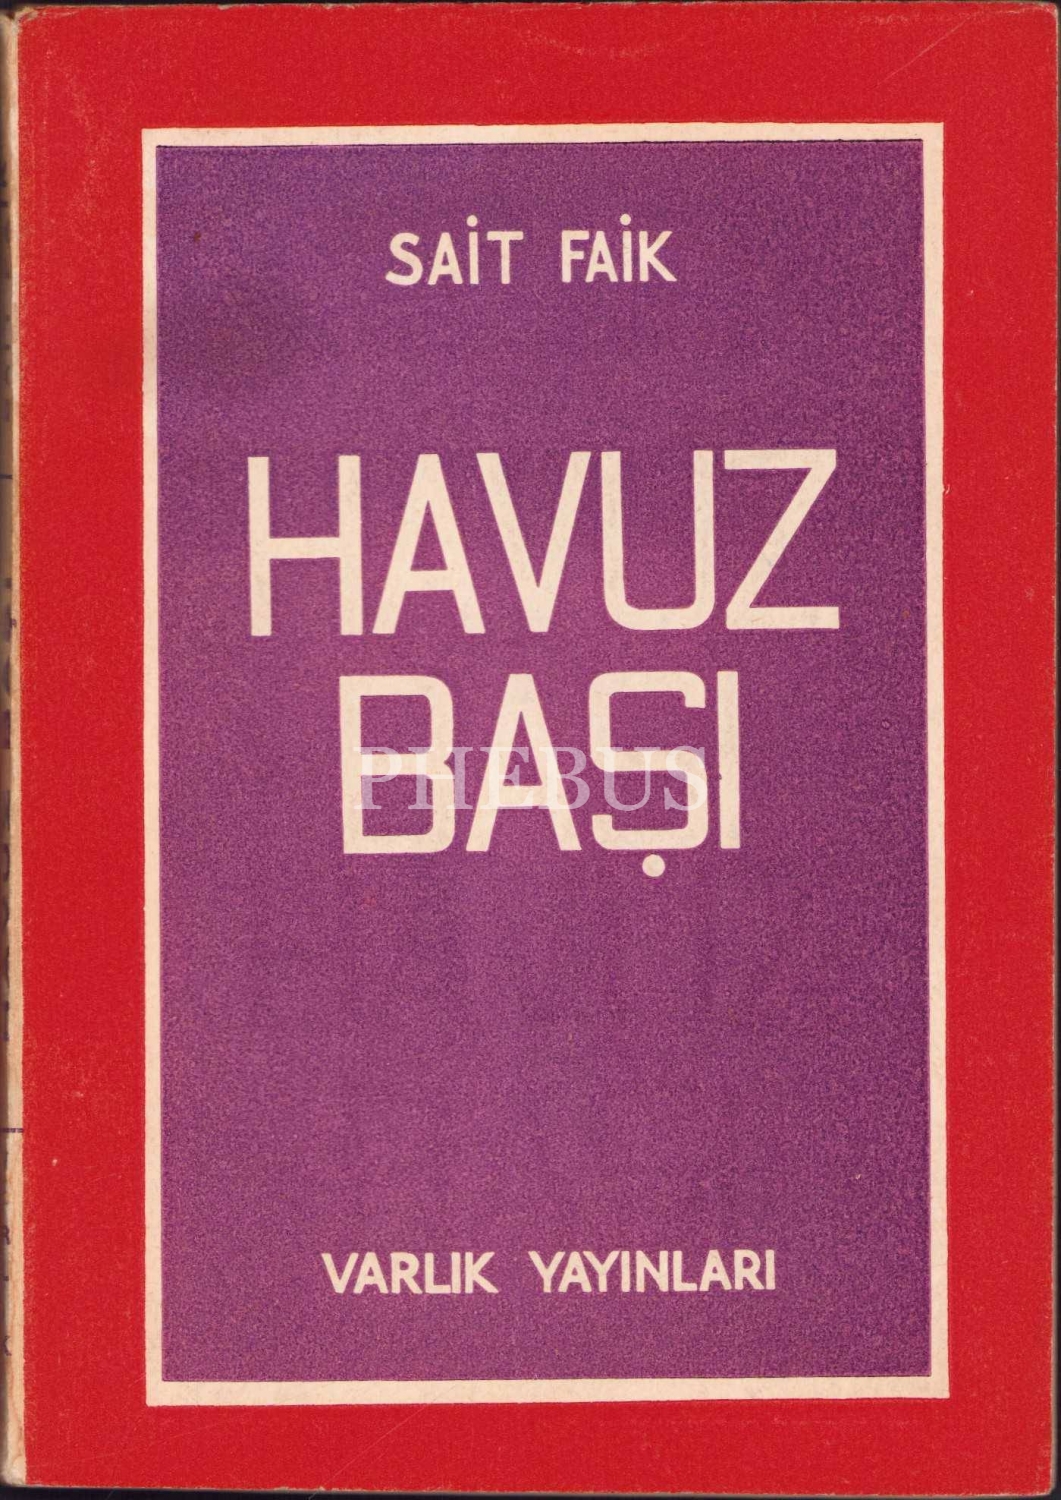 SAİT FAİK
HAVUZ
BAŞI
PHEBUS
VARLIK YAYINLARI